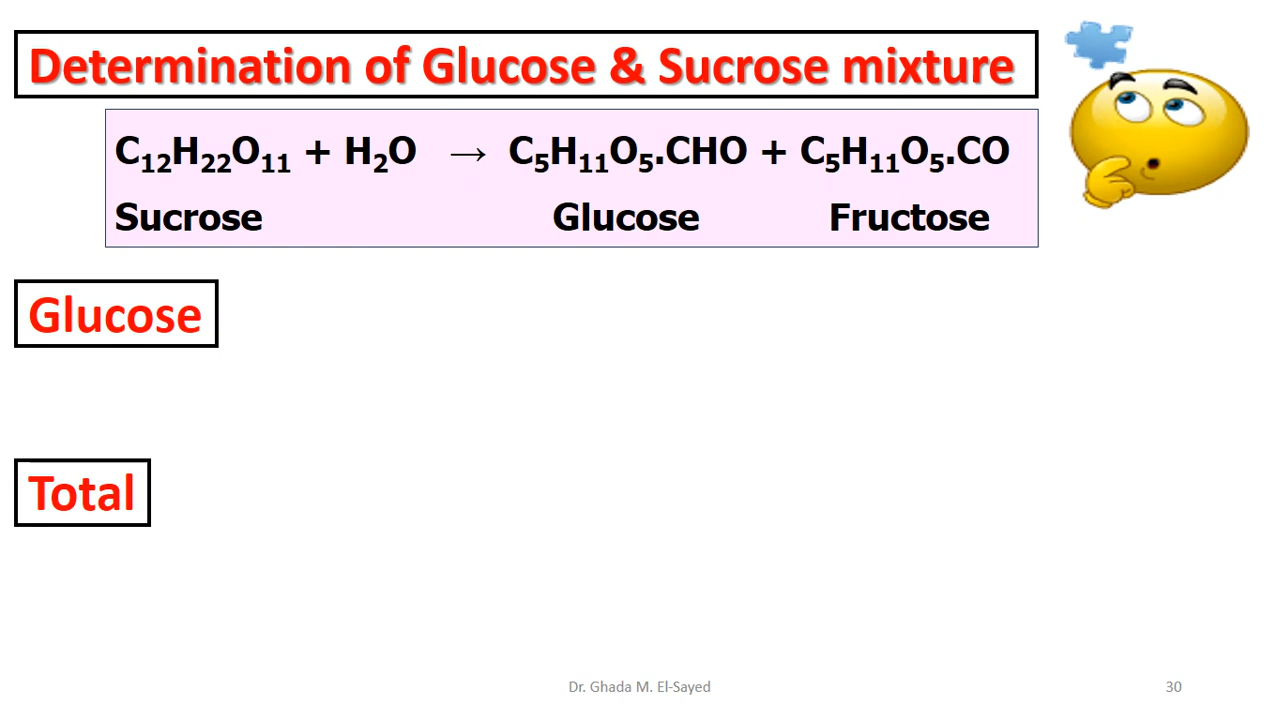 Determination of Glucose & Sucrose mixture
C₁₂H₂₂O₁₁ + H₂O → C₅H₁₁O₅.CHO + C₅H₁₁O₅.CO
Sucrose Glucose Fructose
Glucose
Total
Dr. Ghada M. El-Sayed 30